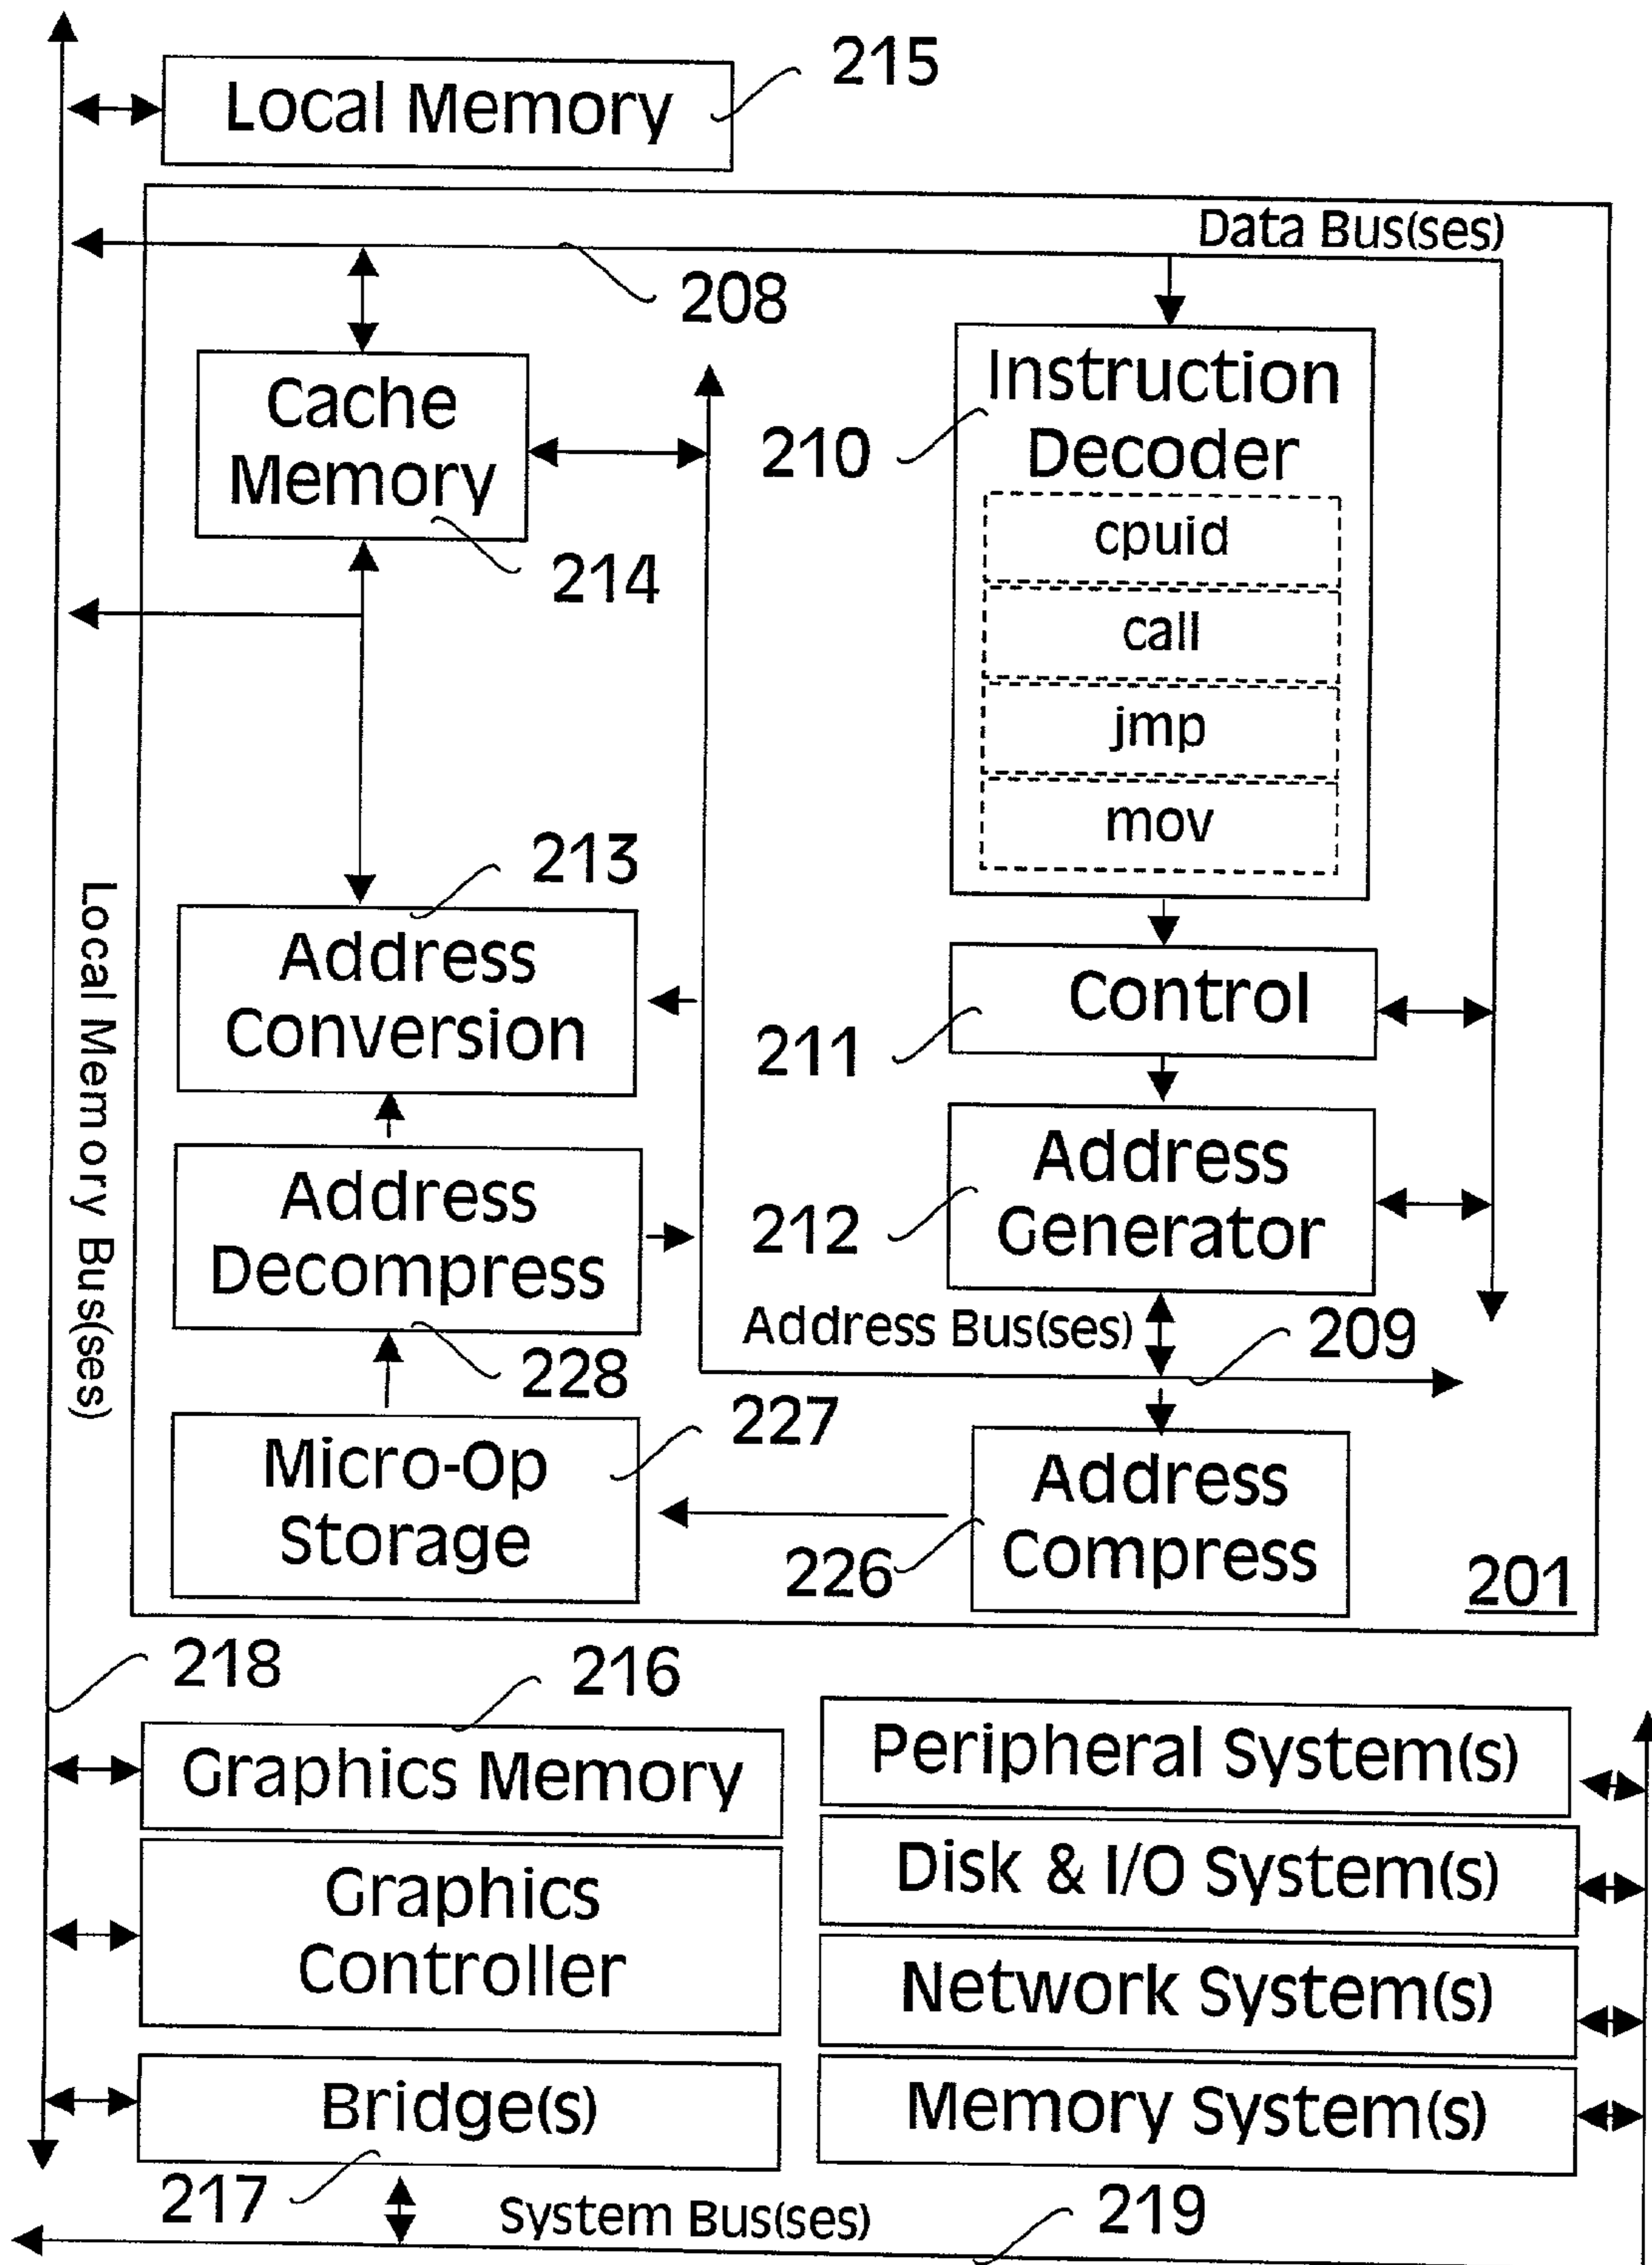 215
Local Memory
Data Bus(ses)
208
Cache
Memory
214
Instruction
Decoder
210
cpuid
call
jmp
mov
213
Address
Conversion
Control
211
Address
Generator
212
Address
Decompress
228
Address Bus(ses)
209
Local Memory Bus(ses)
227
Micro-Op
Storage
Address
Compress
226
201
218
216
Graphics Memory
Graphics
Controller
Bridge(s)
217
Peripheral System(s)
Disk & I/O System(s)
Network System(s)
Memory System(s)
System Bus(ses)
219